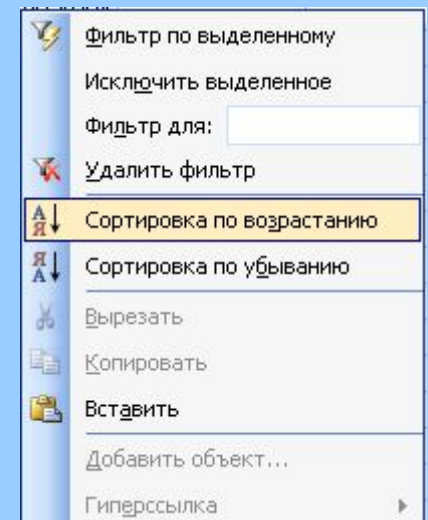 Фильтр по выделенному
Исключить выделенное
Фильтр для:
Удалить фильтр
Сортировка по возрастанию
Сортировка по убыванию
Вырезать
Копировать
Вставить
Добавить объект...
Гиперссылка